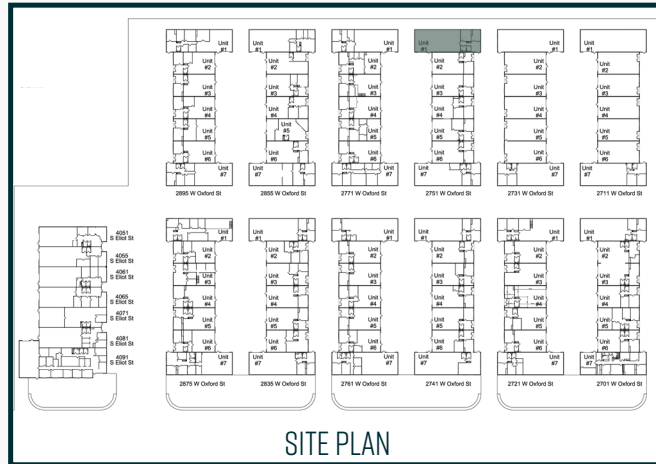 Unit
#1
Unit
#2
Unit
#3
Unit
#4
Unit
#5
Unit
#6
Unit
#7
2895 W Oxford St
Unit
#1
Unit
#2
Unit
#3
Unit
#4
Unit
#5
Unit
#6
Unit
#7
2855 W Oxford St
Unit
#1
Unit
#2
Unit
#3
Unit
#4
Unit
#5
Unit
#6
Unit
#7
2771 W Oxford St
Unit
#1
Unit
#2
Unit
#3
Unit
#4
Unit
#5
Unit
#6
Unit
#7
2751 W Oxford St
Unit
#1
Unit
#2
Unit
#3
Unit
#4
Unit
#5
Unit
#6
Unit
#7
2731 W Oxford St
Unit
#1
Unit
#2
Unit
#3
Unit
#4
Unit
#5
Unit
#6
Unit
#7
2711 W Oxford St
4051
S Eliot St
4055
S Eliot St
4061
S Eliot St
4065
S Eliot St
4071
S Eliot St
4081
S Eliot St
4091
S Eliot St
Unit
#1
Unit
#2
Unit
#3
Unit
#4
Unit
#5
Unit
#6
Unit
#7
2875 W Oxford St
Unit
#1
Unit
#2
Unit
#3
Unit
#4
Unit
#5
Unit
#6
Unit
#7
2835 W Oxford St
Unit
#1
Unit
#2
Unit
#3
Unit
#4
Unit
#5
Unit
#6
Unit
#7
2761 W Oxford St
Unit
#1
Unit
#2
Unit
#3
Unit
#4
Unit
#5
Unit
#6
Unit
#7
2741 W Oxford St
Unit
#1
Unit
#2
Unit
#3
Unit
#4
Unit
#5
Unit
#6
Unit
#7
2721 W Oxford St
Unit
#1
Unit
#2
Unit
#3
Unit
#4
Unit
#5
Unit
#6
Unit
#7
2701 W Oxford St
SITE PLAN